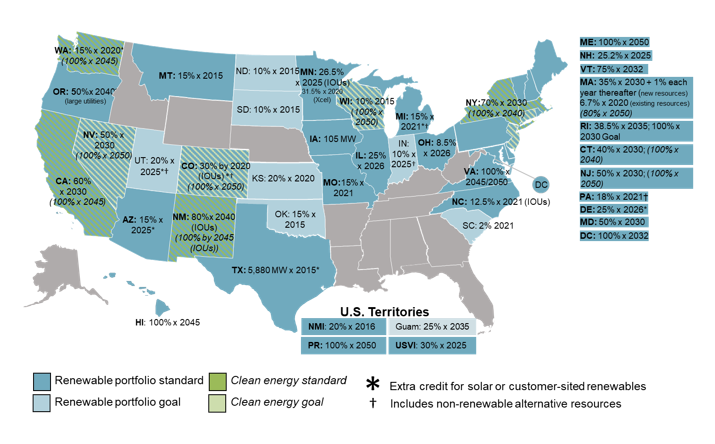 WA: 15% x 2020*
(100% x 2045)
OR: 50% x 2040*
(large utilities)
MT: 15% x 2015
ND: 10% x 2015
SD: 10% x 2015
MN: 26.5%
x 2025 (IOUs)
31.5% x 2020
(Xcel)
WI: 10% 2015
(100% x
2050)
MI: 15% x
2021*†
NY:70% x 2030
(100% x 2040)
NV: 50% x
2030
(100% x 2050)
UT: 20% x
2025*†
CO: 30% by 2020
(IOUs) *†
(100% x 2050)
KS: 20% x 2020
IA: 105 MW
IL: 25% x
2026
IN:
10% x
2025†
OH: 8.5%
x 2026
MO:15% x
2021
CA: 60%
x 2030
(100% x 2045)
AZ: 15% x
2025*
NM: 80%x 2040
(IOUs)
(100% by 2045
(IOUs))
OK: 15% x
2015
TX: 5,880 MW x 2015*
VA: 100% x
2045/2050
NC: 12.5% x 2021 (IOUs)
SC: 2% 2021
DC
HI: 100% x 2045
ME: 100% x 2050
NH: 25.2% x 2025
VT: 75% x 2032
MA: 35% x 2030 + 1% each
year thereafter (new resources)
6.7% x 2020 (existing resources)
(80% x 2050)
RI: 38.5% x 2035; 100% x
2030 Goal
CT: 40% x 2030; (100% x
2040)
NJ: 50% x 2030; (100% x
2050)
PA: 18% x 2021†
DE: 25% x 2026*
MD: 50% x 2030
DC: 100% x 2032
U.S. Territories
NMI: 20% x 2016
Guam: 25% x 2035
PR: 100% x 2050
USVI: 30% x 2025
Renewable portfolio standard
Clean energy standard
* Extra credit for solar or customer-sited renewables
Renewable portfolio goal
Clean energy goal
† Includes non-renewable alternative resources